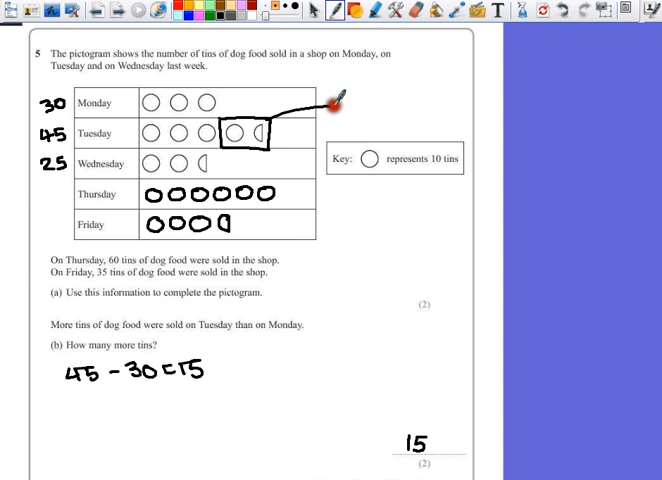 5 The pictogram shows the number of tins of dog food sold in a shop on Monday, on
Tuesday and on Wednesday last week.
30 Monday
45 Tuesday
25 Wednesday
Thursday
Friday
Key: represents 10 tins
On Thursday, 60 tins of dog food were sold in the shop.
On Friday, 35 tins of dog food were sold in the shop.
(a) Use this information to complete the pictogram.
(2)
More tins of dog food were sold on Tuesday than on Monday.
(b) How many more tins?
45 - 30 = 15
15
(2)